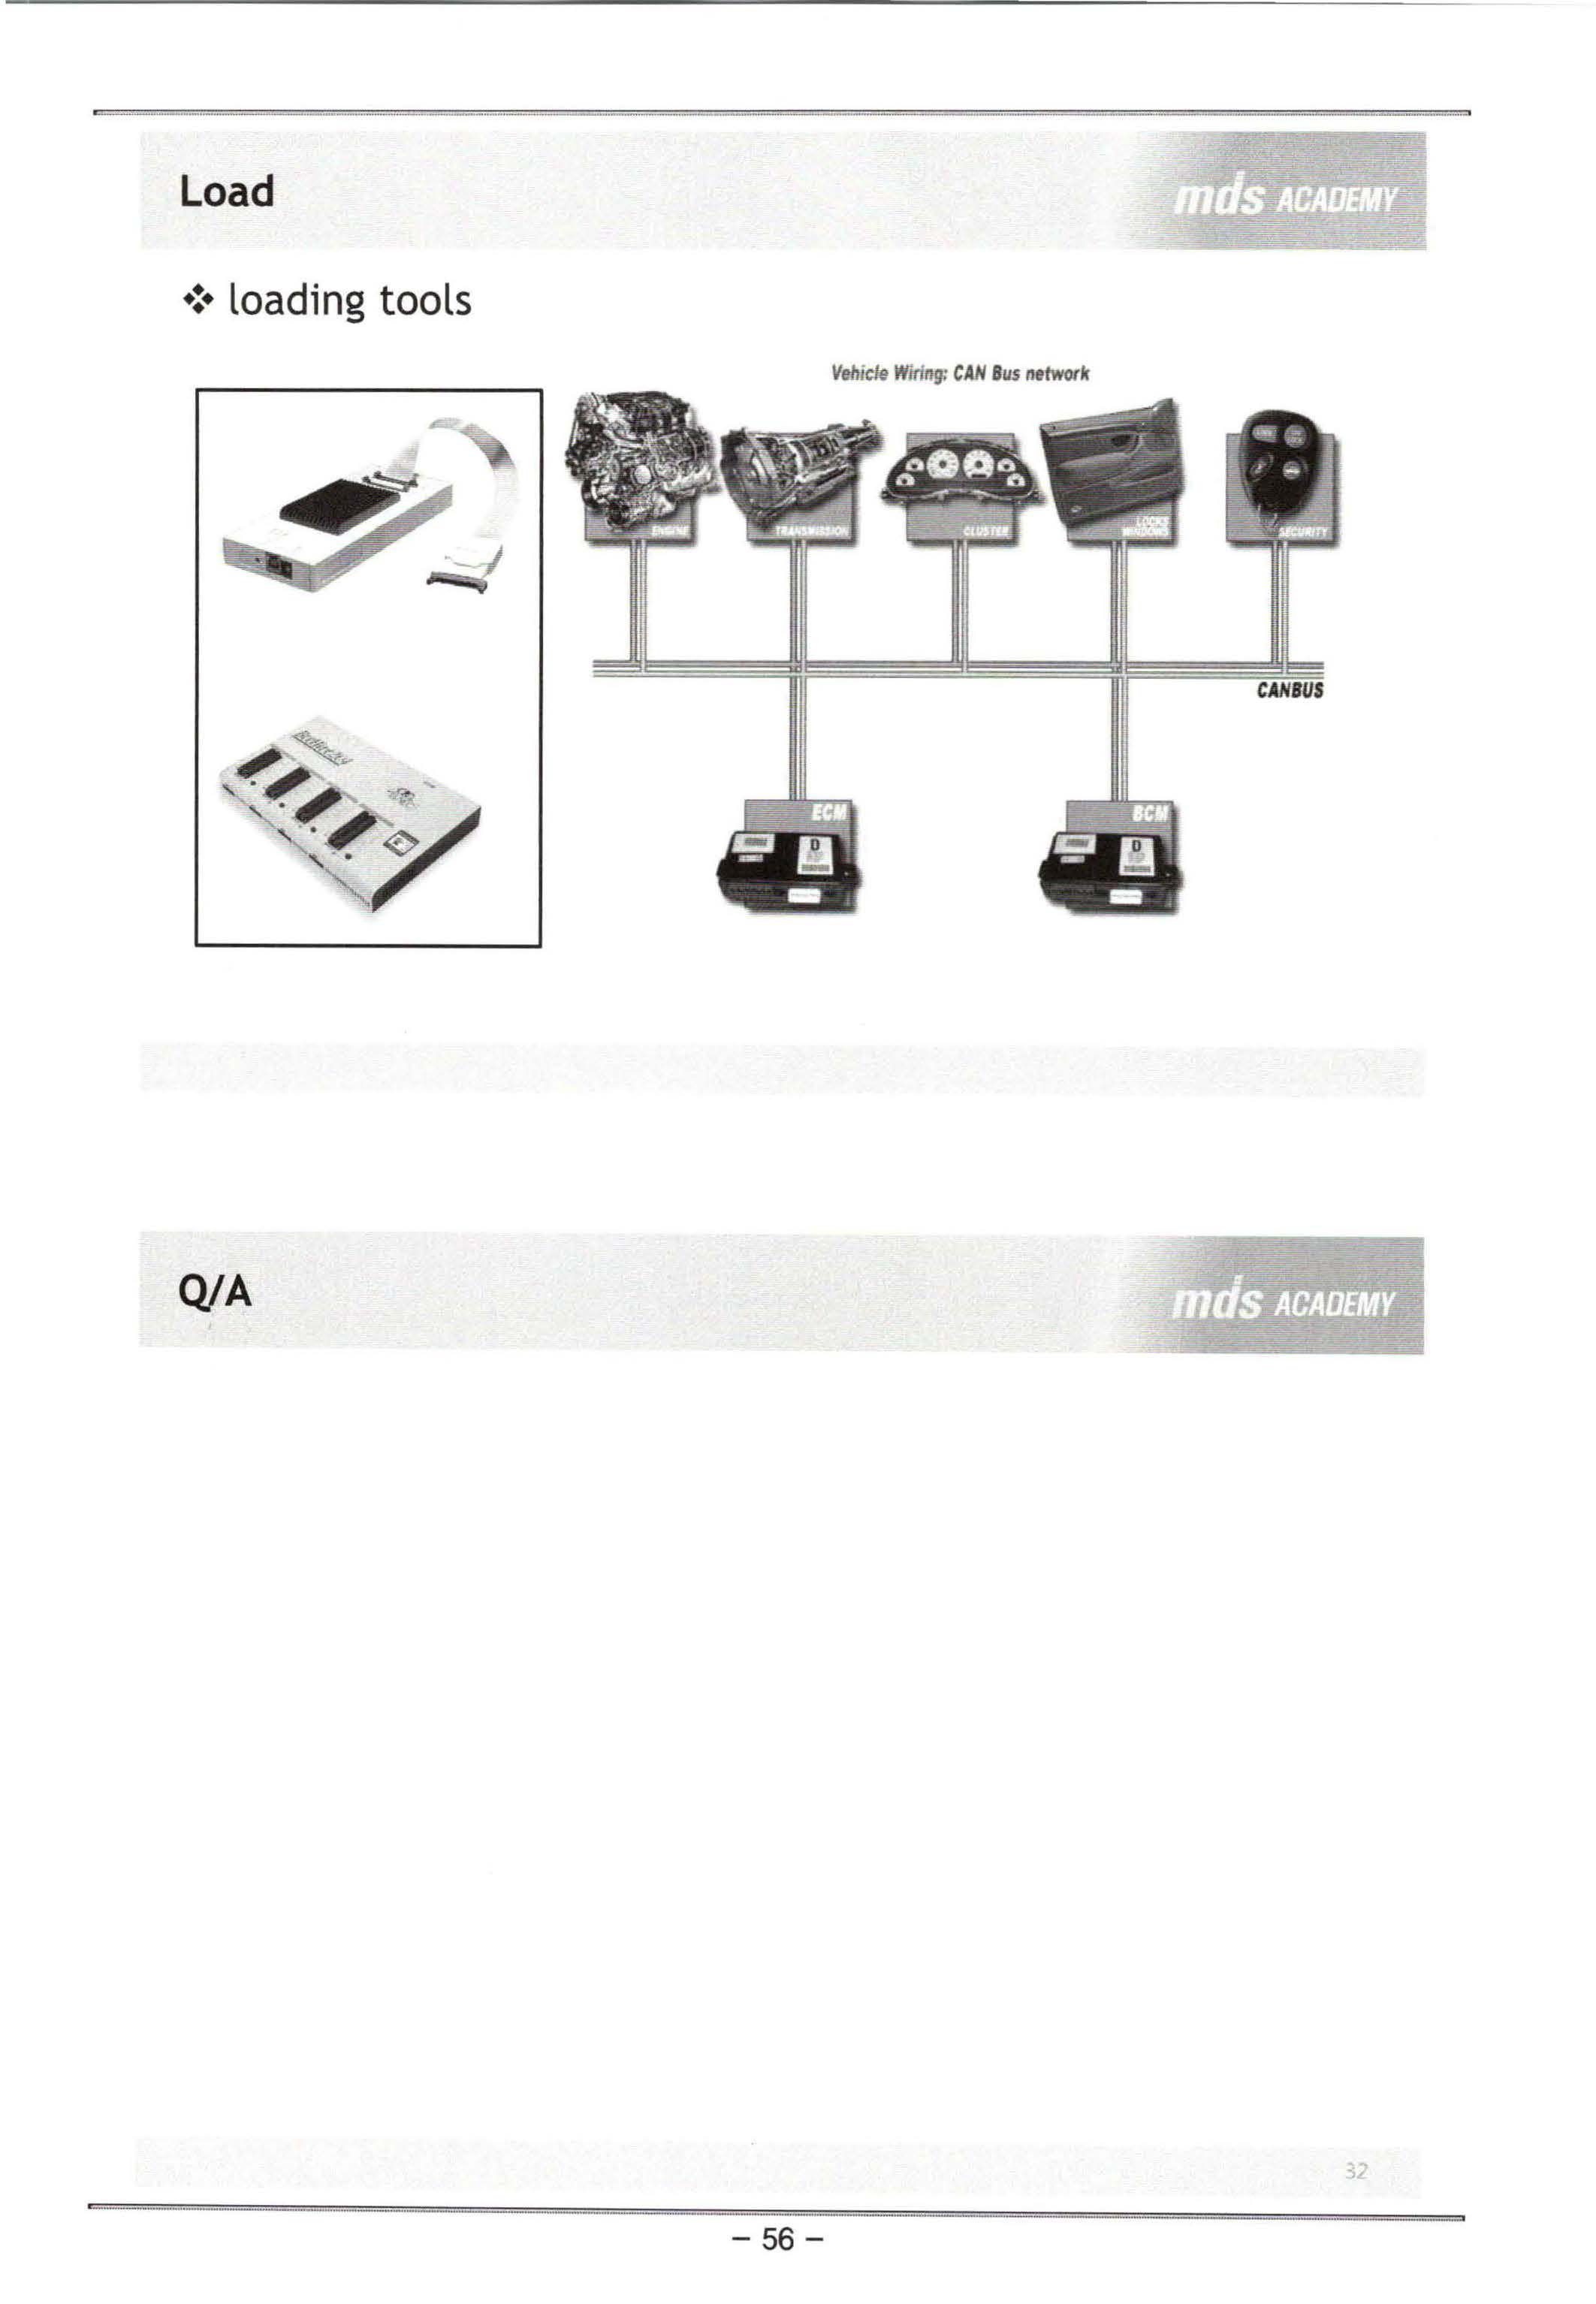 Load
mds ACADEMY
❖ loading tools
Vehicle Wiring: CAN Bus network
ENGINE
TRANSMISSION
CLUSTER
LOCKS
WINDOWS
SECURITY
CANBUS
ECM
BCM
Q/A
mds ACADEMY
32
- 56 -